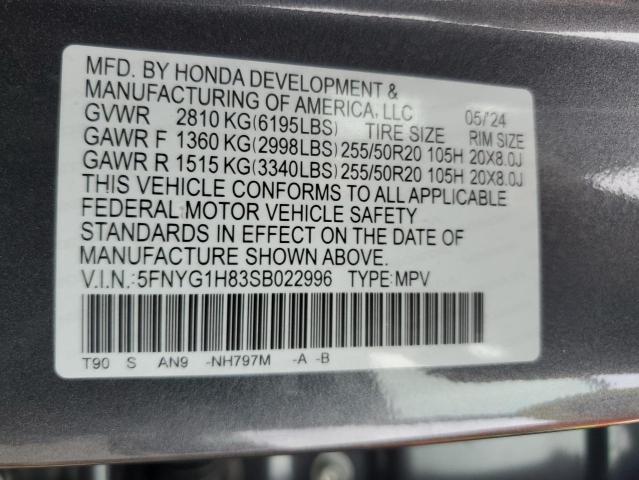 MFD. BY HONDA DEVELOPMENT &
MANUFACTURING OF AMERICA, LLC 05/24
GVWR 2810 KG(6195LBS) TIRE SIZE RIM SIZE
GAWR F 1360 KG(2998LBS) 255/50R20 105H 20X8.0J
GAWR R 1515 KG(3340LBS) 255/50R20 105H 20X8.0J
THIS VEHICLE CONFORMS TO ALL APPLICABLE
FEDERAL MOTOR VEHICLE SAFETY
STANDARDS IN EFFECT ON THE DATE OF
MANUFACTURE SHOWN ABOVE.
V.I.N.:5FNYG1H83SB022996 TYPE:MPV
T90 S AN9 -NH797M -A -B